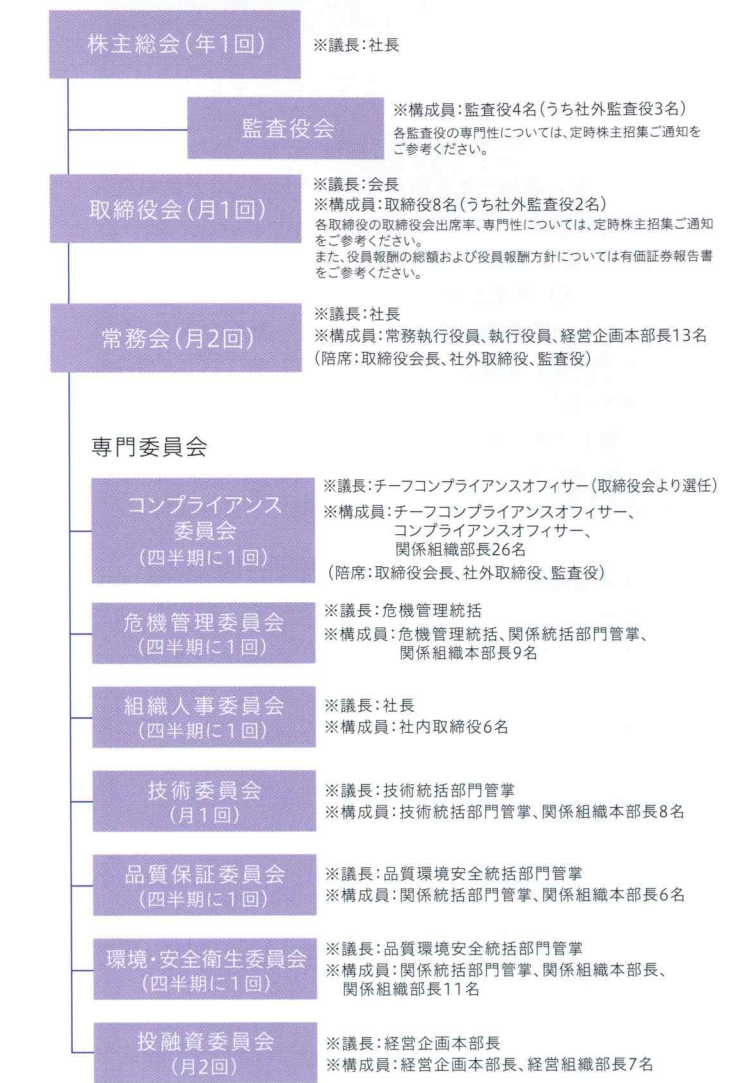 株主総会(年1回)
※議長:社長
監査役会
※構成員:監査役4名(うち社外監査役3名)
各監査役の専門性については、定時株主招集ご通知を
ご参考ください。
取締役会(月1回)
※議長:会長
※構成員:取締役8名(うち社外監査役2名)
各取締役の取締役会出席率、専門性については、定時株主招集ご通知
をご参考ください。
また、役員報酬の総額および役員報酬方針については有価証券報告書
をご参考ください。
常務会(月2回)
※議長:社長
※構成員:常務執行役員、執行役員、経営企画本部長13名
(陪席:取締役会長、社外取締役、監査役)
専門委員会
コンプライアンス
委員会
(四半期に1回)
※議長:チーフコンプライアンスオフィサー(取締役会より選任)
※構成員:チーフコンプライアンスオフィサー、
コンプライアンスオフィサー、
関係組織部長26名
(陪席:取締役会長、社外取締役、監査役)
危機管理委員会
(四半期に1回)
※議長:危機管理統括
※構成員:危機管理統括、関係統括部門管掌、
関係組織本部長9名
組織人事委員会
(四半期に1回)
※議長:社長
※構成員:社内取締役6名
技術委員会
(月1回)
※議長:技術統括部門管掌
※構成員:技術統括部門管掌、関係組織本部長8名
品質保証委員会
(四半期に1回)
※議長:品質環境安全統括部門管掌
※構成員:関係統括部門管掌、関係組織本部長6名
環境・安全衛生委員会
(四半期に1回)
※議長:品質環境安全統括部門管掌
※構成員:関係統括部門管掌、関係組織本部長、
関係組織部長11名
投融資委員会
(月2回)
※議長:経営企画本部長
※構成員:経営企画本部長、経営組織部長7名